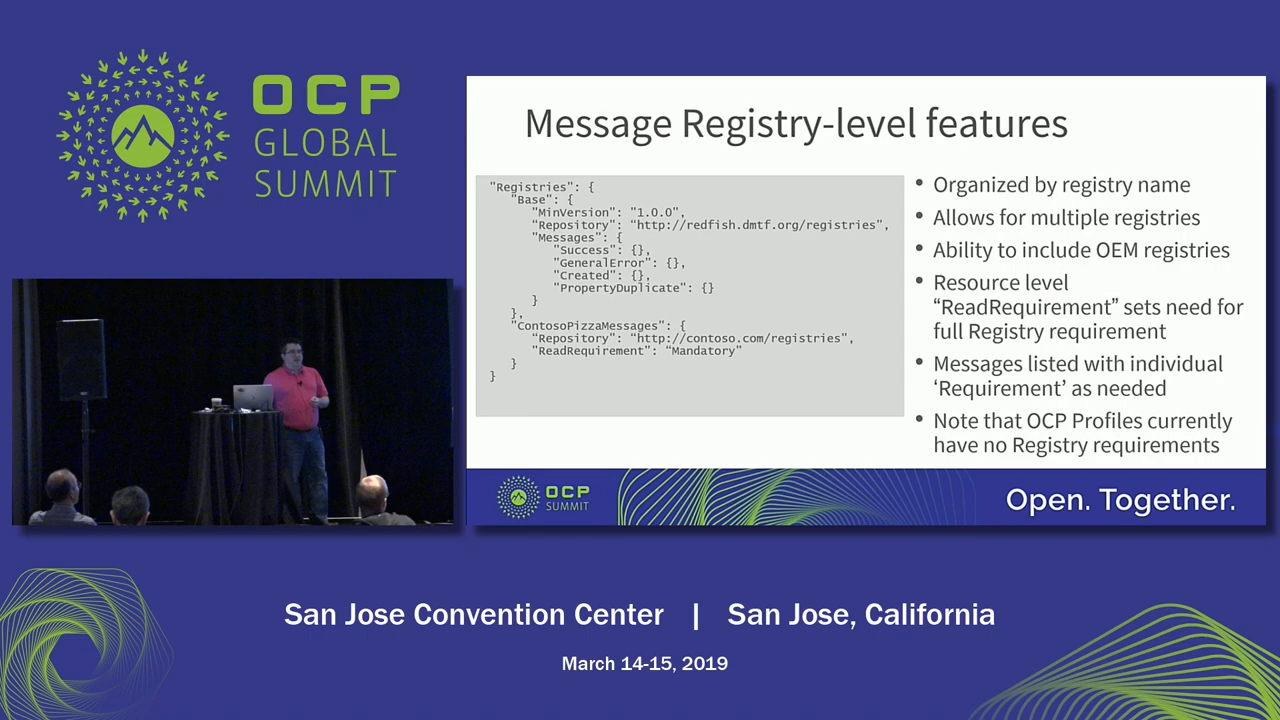 OCP
GLOBAL
SUMMIT
Message Registry-level features
"Registries": {
"Base": {
"MinVersion": "1.0.0",
"Repository": "http://redfish.dmtf.org/registries",
"Messages": {
"Success": {},
"GeneralError": {},
"Created": {},
"PropertyDuplicate": {}
}
},
"ContosoPizzaMessages": {
"Repository": "http://contoso.com/registries",
"ReadRequirement": "Mandatory"
}
}
• Organized by registry name
• Allows for multiple registries
• Ability to include OEM registries
• Resource level
“ReadRequirement” sets need for
full Registry requirement
• Messages listed with individual
‘Requirement’ as needed
• Note that OCP Profiles currently
have no Registry requirements
OCP
SUMMIT
Open. Together.
San Jose Convention Center | San Jose, California
March 14-15, 2019